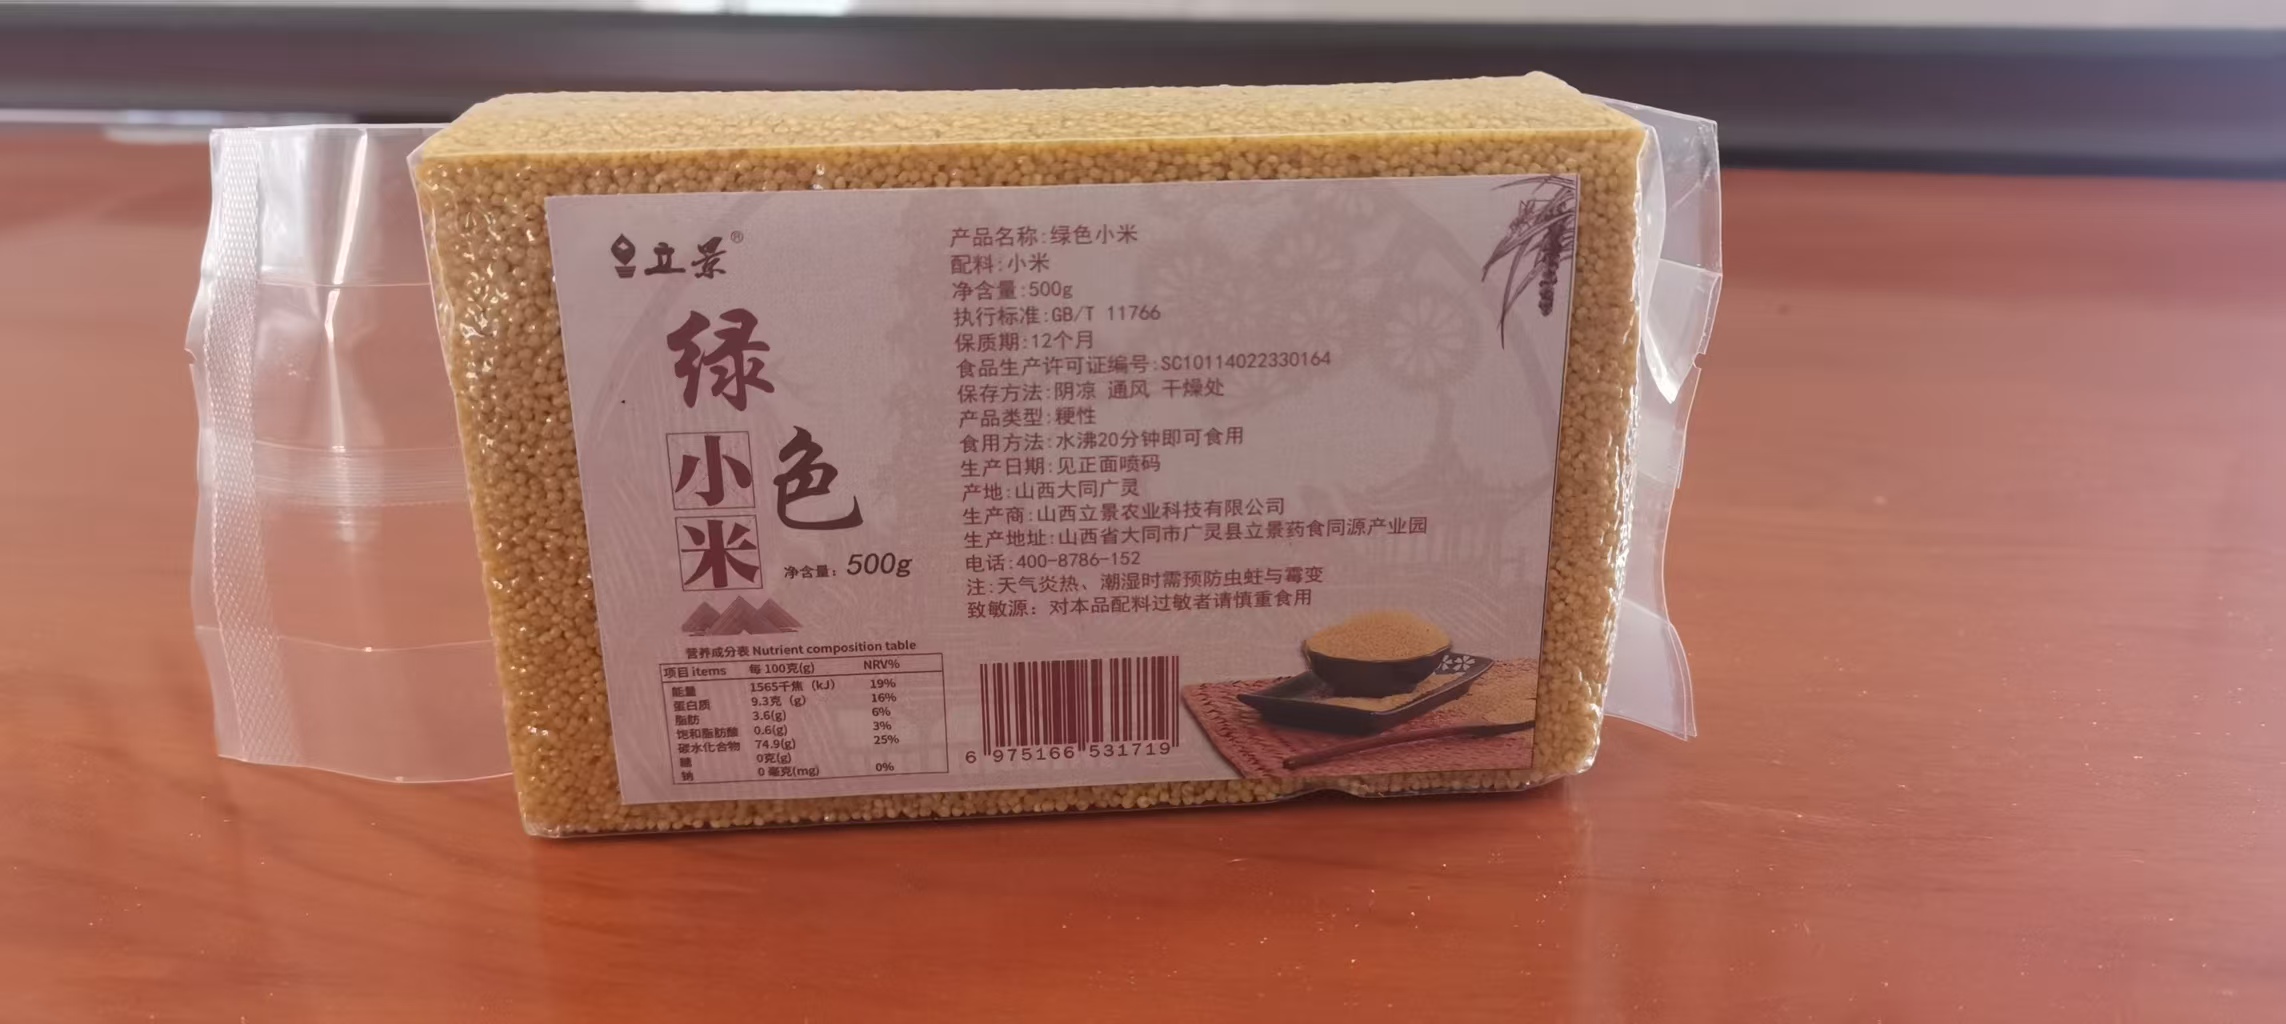 立景®
绿色
小米
净含量：500g
产品名称:绿色小米
配料:小米
净含量:500g
执行标准:GB/T 11766
保质期:12个月
食品生产许可证编号:SC10114022330164
保存方法:阴凉 通风 干燥处
产品类型:粳性
食用方法:水沸20分钟即可食用
生产日期:见正面喷码
产地:山西大同广灵
生产商:山西立景农业科技有限公司
生产地址:山西省大同市广灵县立景药食同源产业园
电话:400-8786-152
注:天气炎热、潮湿时需预防虫蛀与霉变
致敏源：对本品配料过敏者请慎重食用
营养成分表 Nutrient composition table
项目 items 每 100克(g) NRV%
能量 1565千焦（kJ） 19%
蛋白质 9.3克（g） 16%
脂肪 3.6(g) 6%
饱和脂肪酸 0.6(g) 3%
碳水化合物 74.9(g) 25%
糖 0克(g)
钠 0 毫克(mg) 0%
6 975166 531719